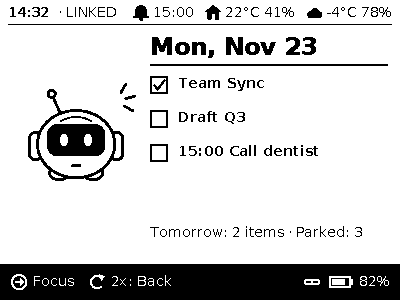 14:32 · LINKED 15:00 22°C 41% -4°C 78%
Mon, Nov 23
Team Sync
Draft Q3
15:00 Call dentist
Tomorrow: 2 items · Parked: 3
Focus 2x: Back 82%